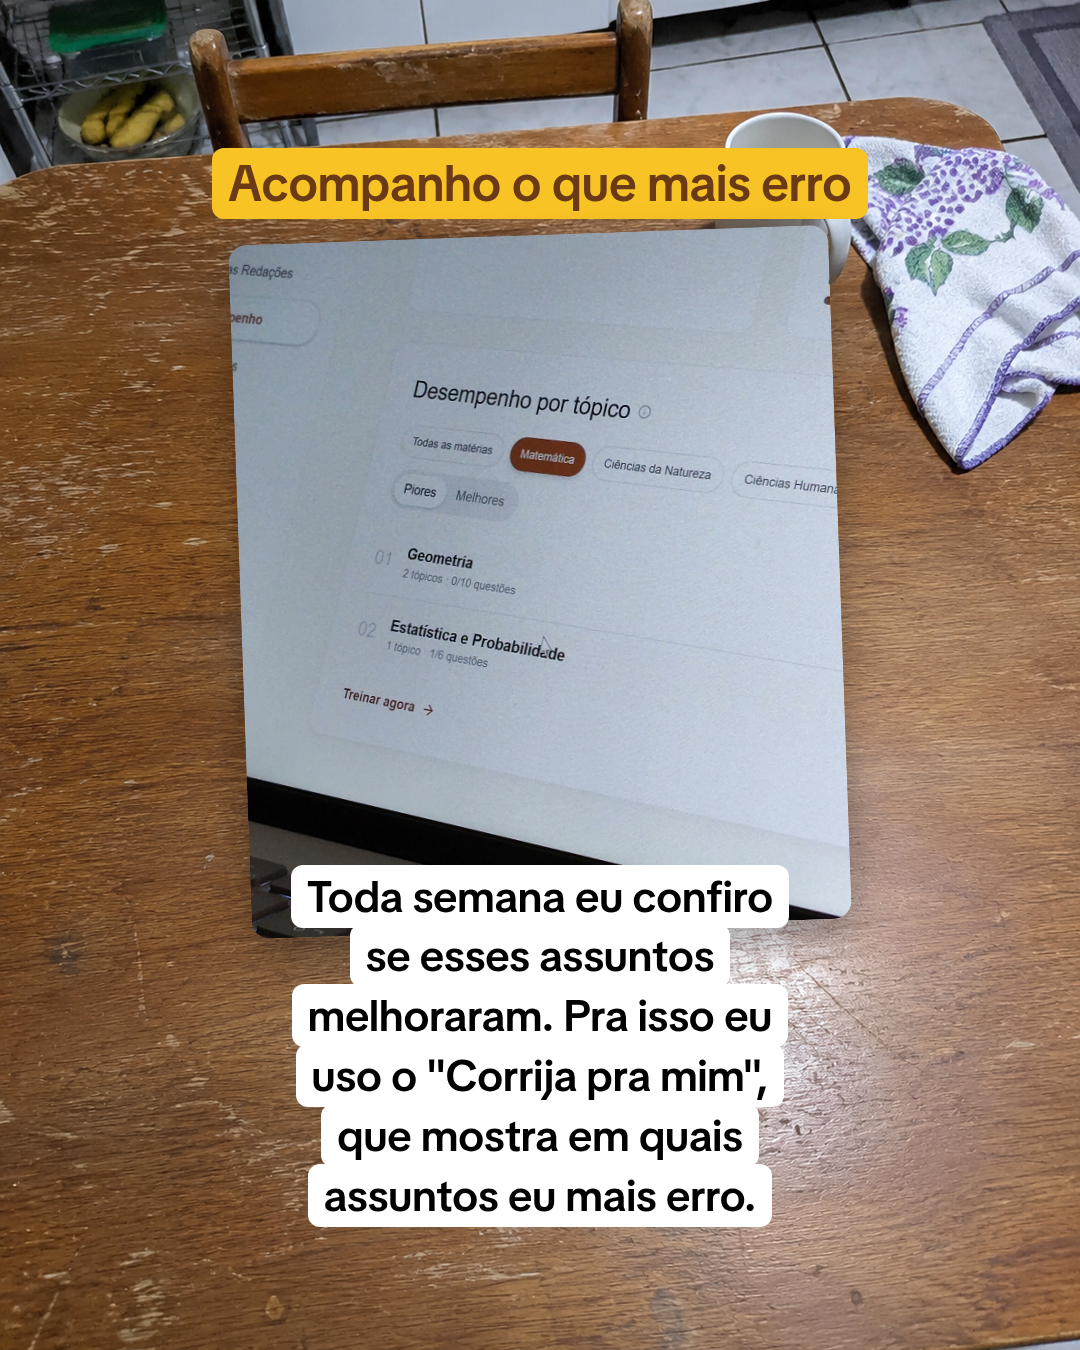 Acompanho o que mais erro
as Redações
penho
s
Desempenho por tópico
Todas as matérias Matemática Ciências da Natureza Ciências Humana
Piores Melhores
01 Geometria
2 tópicos · 0/10 questões
02 Estatística e Probabilidade
1 tópico · 1/6 questões
Treinar agora →
Toda semana eu confiro
se esses assuntos
melhoraram. Pra isso eu
uso o "Corrija pra mim",
que mostra em quais
assuntos eu mais erro.